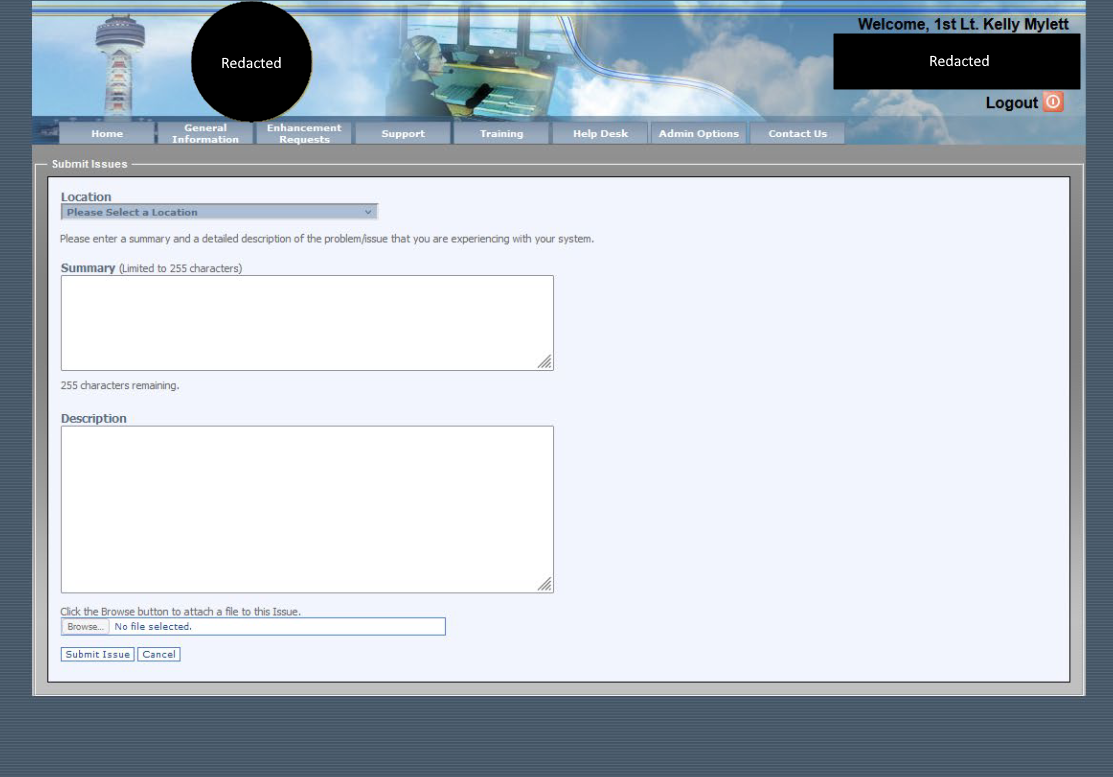 Welcome, 1st Lt. Kelly Mylett
Redacted
Redacted
Logout
Home
General Information
Enhancement Requests
Support
Training
Help Desk
Admin Options
Contact Us
Submit Issues
Location
Please Select a Location
Please enter a summary and a detailed description of the problem/issue that you are experiencing with your system.
Summary (Limited to 255 characters)
255 characters remaining.
Description
Click the Browse button to attach a file to this Issue.
Browse... No file selected.
Submit Issue Cancel